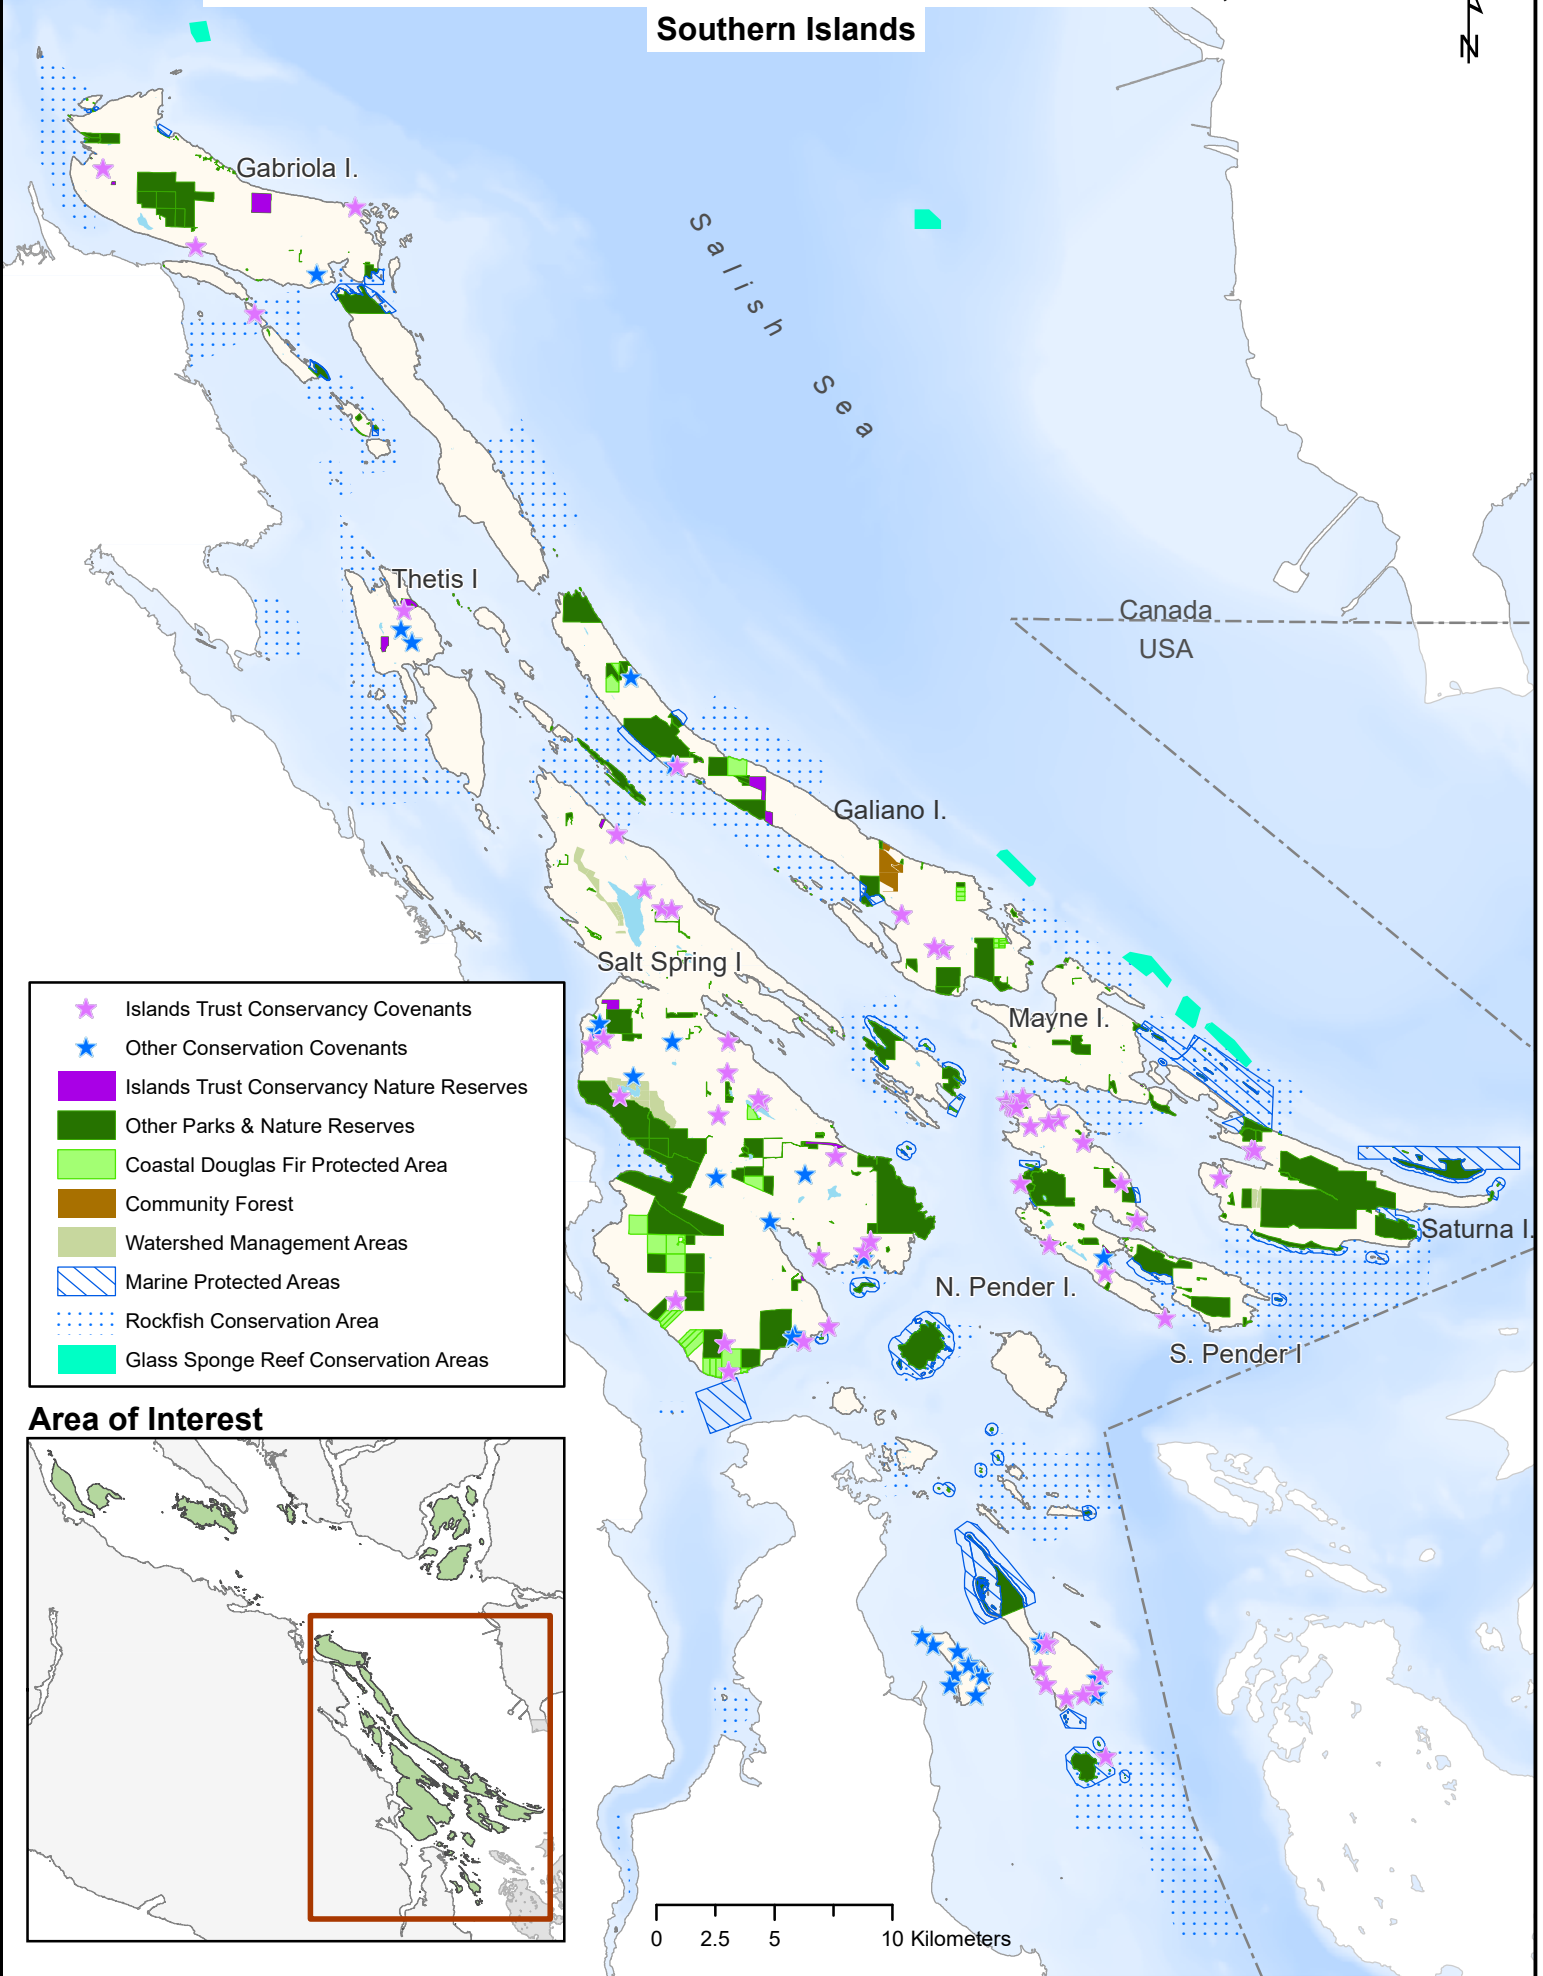 Southern Islands
N
Gabriola I.
Salish Sea
Thetis I
Canada
USA
Galiano I.
Salt Spring I
Mayne I.
Saturna I.
N. Pender I.
S. Pender I
Islands Trust Conservancy Covenants
Other Conservation Covenants
Islands Trust Conservancy Nature Reserves
Other Parks & Nature Reserves
Coastal Douglas Fir Protected Area
Community Forest
Watershed Management Areas
Marine Protected Areas
Rockfish Conservation Area
Glass Sponge Reef Conservation Areas
Area of Interest
0 2.5 5 10 Kilometers